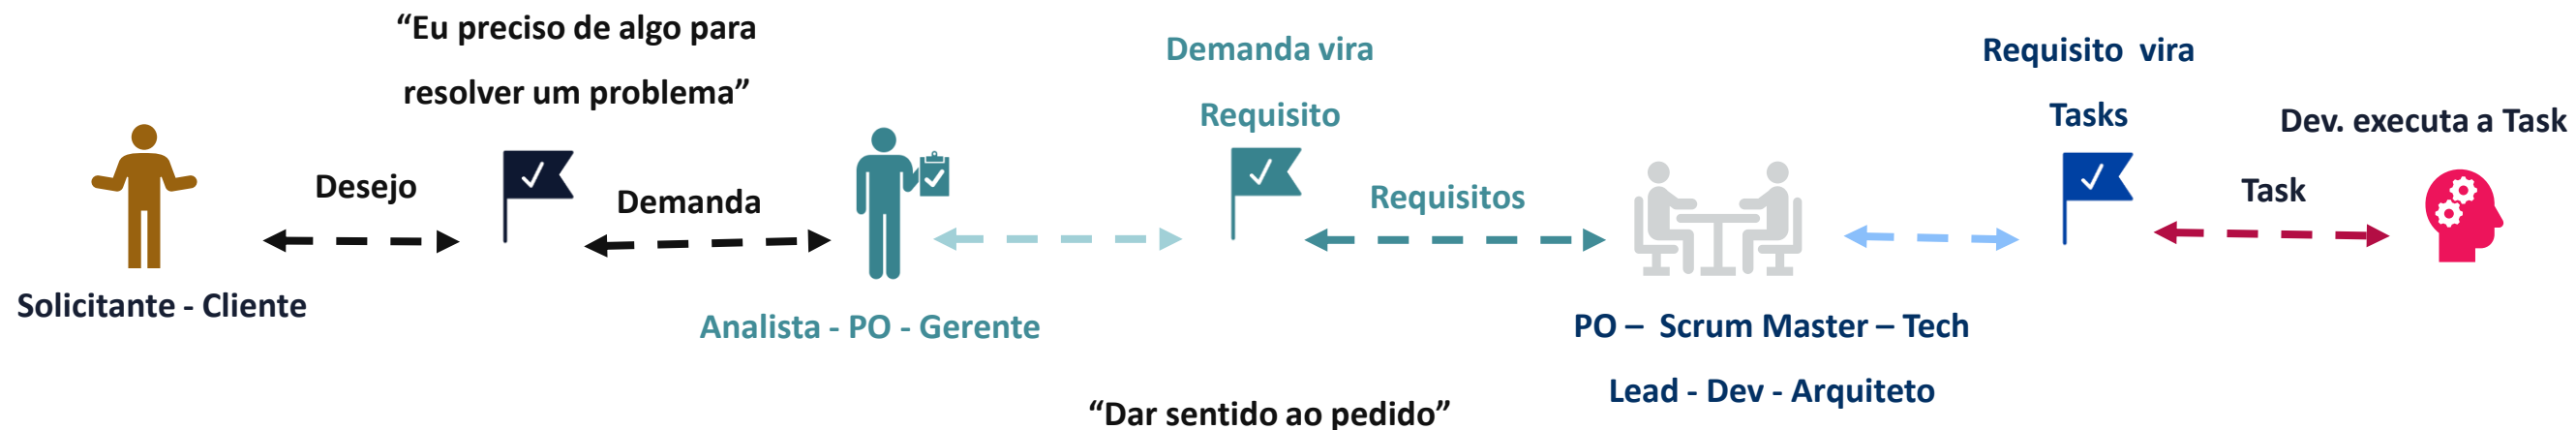 “Eu preciso de algo para
resolver um problema”
Demanda vira
Requisito
Requisito vira
Tasks
Dev. executa a Task
Desejo
Demanda
Requisitos
Task
Solicitante - Cliente
Analista - PO - Gerente
PO – Scrum Master – Tech
Lead - Dev - Arquiteto
“Dar sentido ao pedido”